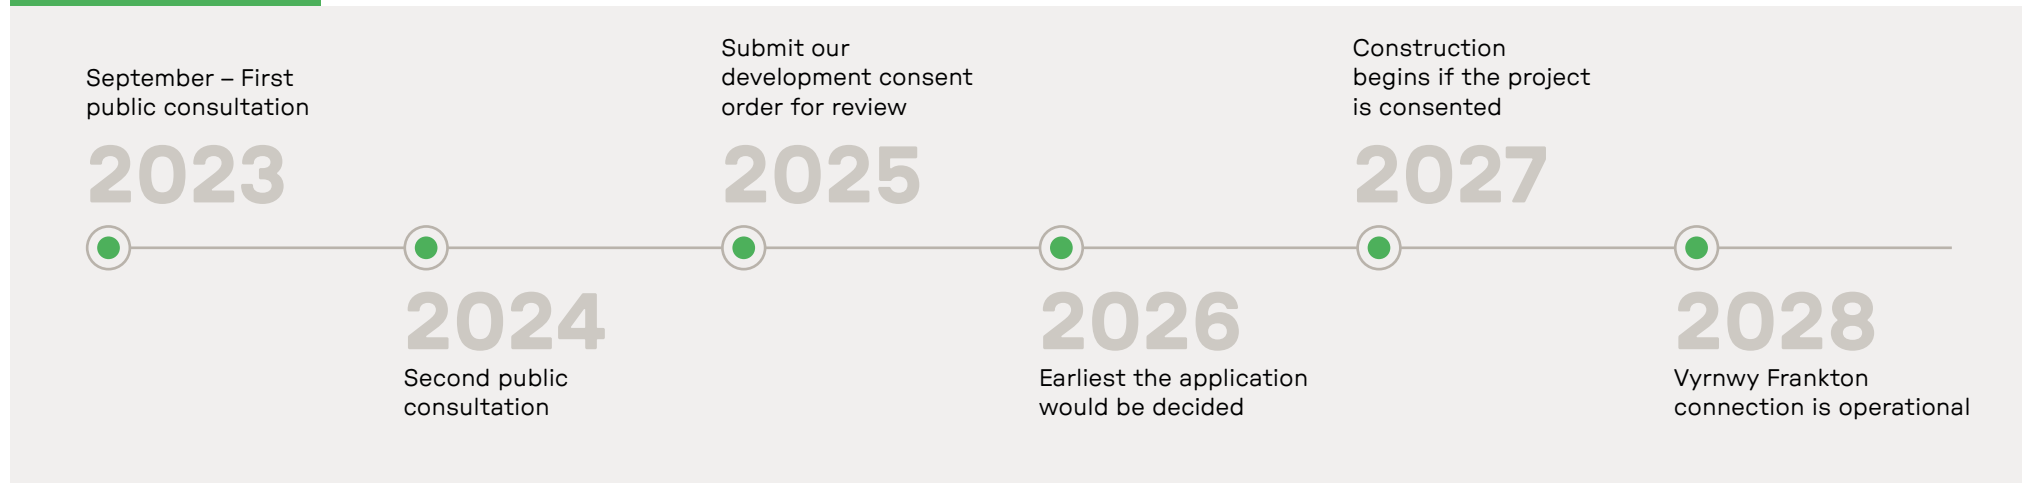 September – First
public consultation
2023
2024
Second public
consultation
Submit our
development consent
order for review
2025
2026
Earliest the application
would be decided
Construction
begins if the project
is consented
2027
2028
Vyrnwy Frankton
connection is operational